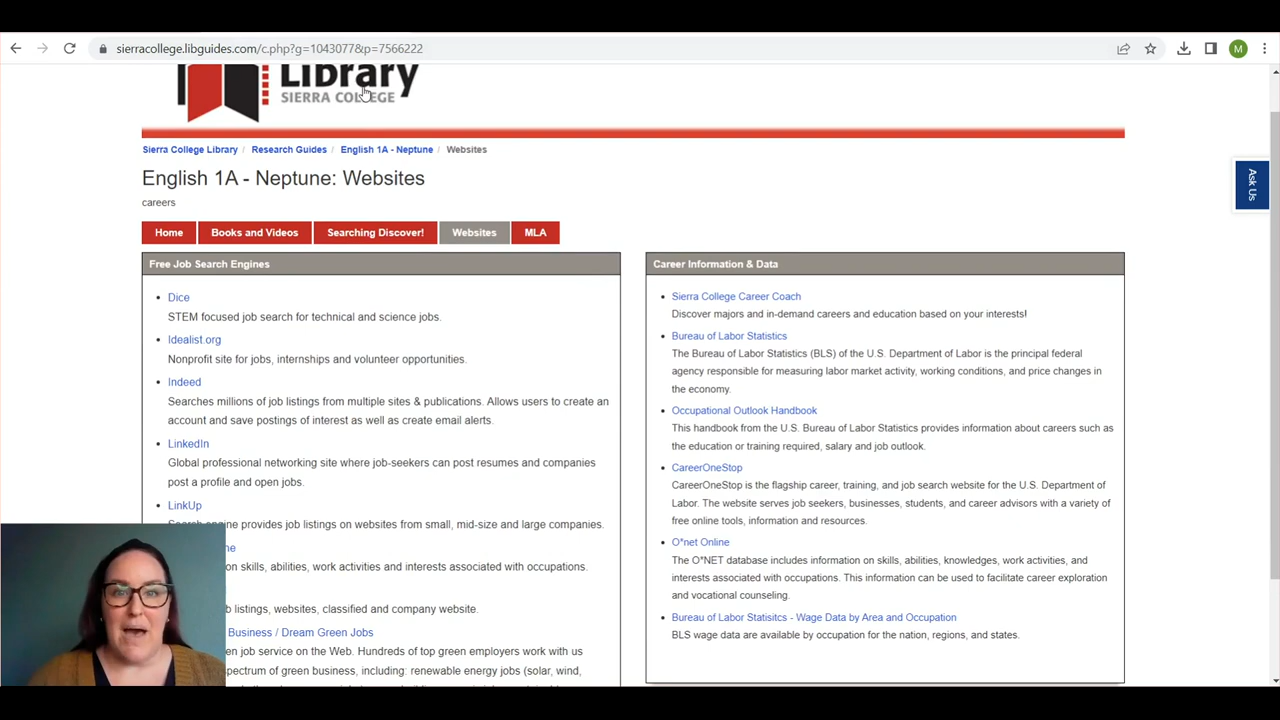 sierracollege.libguides.com/c.php?g=1043077&p=7566222
M
Library
SIERRA COLLEGE
Sierra College Library / Research Guides / English 1A - Neptune / Websites
English 1A - Neptune: Websites
careers
Ask Us
Home
Books and Videos
Searching Discover!
Websites
MLA
Free Job Search Engines
• Dice
STEM focused job search for technical and science jobs.
• Idealist.org
Nonprofit site for jobs, internships and volunteer opportunities.
• Indeed
Searches millions of job listings from multiple sites & publications. Allows users to create an
account and save postings of interest as well as create email alerts.
• LinkedIn
Global professional networking site where job-seekers can post resumes and companies
post a profile and open jobs.
• LinkUp
Search engine provides job listings on websites from small, mid-size and large companies.
ne
on skills, abilities, work activities and interests associated with occupations.
b listings, websites, classified and company website.
Business / Dream Green Jobs
en job service on the Web. Hundreds of top green employers work with us
spectrum of green business, including: renewable energy jobs (solar, wind,
Career Information & Data
• Sierra College Career Coach
Discover majors and in-demand careers and education based on your interests!
• Bureau of Labor Statistics
The Bureau of Labor Statistics (BLS) of the U.S. Department of Labor is the principal federal
agency responsible for measuring labor market activity, working conditions, and price changes in
the economy.
• Occupational Outlook Handbook
This handbook from the U.S. Bureau of Labor Statistics provides information about careers such as
the education or training required, salary and job outlook.
• CareerOneStop
CareerOneStop is the flagship career, training, and job search website for the U.S. Department of
Labor. The website serves job seekers, businesses, students, and career advisors with a variety of
free online tools, information and resources.
• O*net Online
The O*NET database includes information on skills, abilities, knowledges, work activities, and
interests associated with occupations. This information can be used to facilitate career exploration
and vocational counseling.
• Bureau of Labor Statisitcs - Wage Data by Area and Occupation
BLS wage data are available by occupation for the nation, regions, and states.